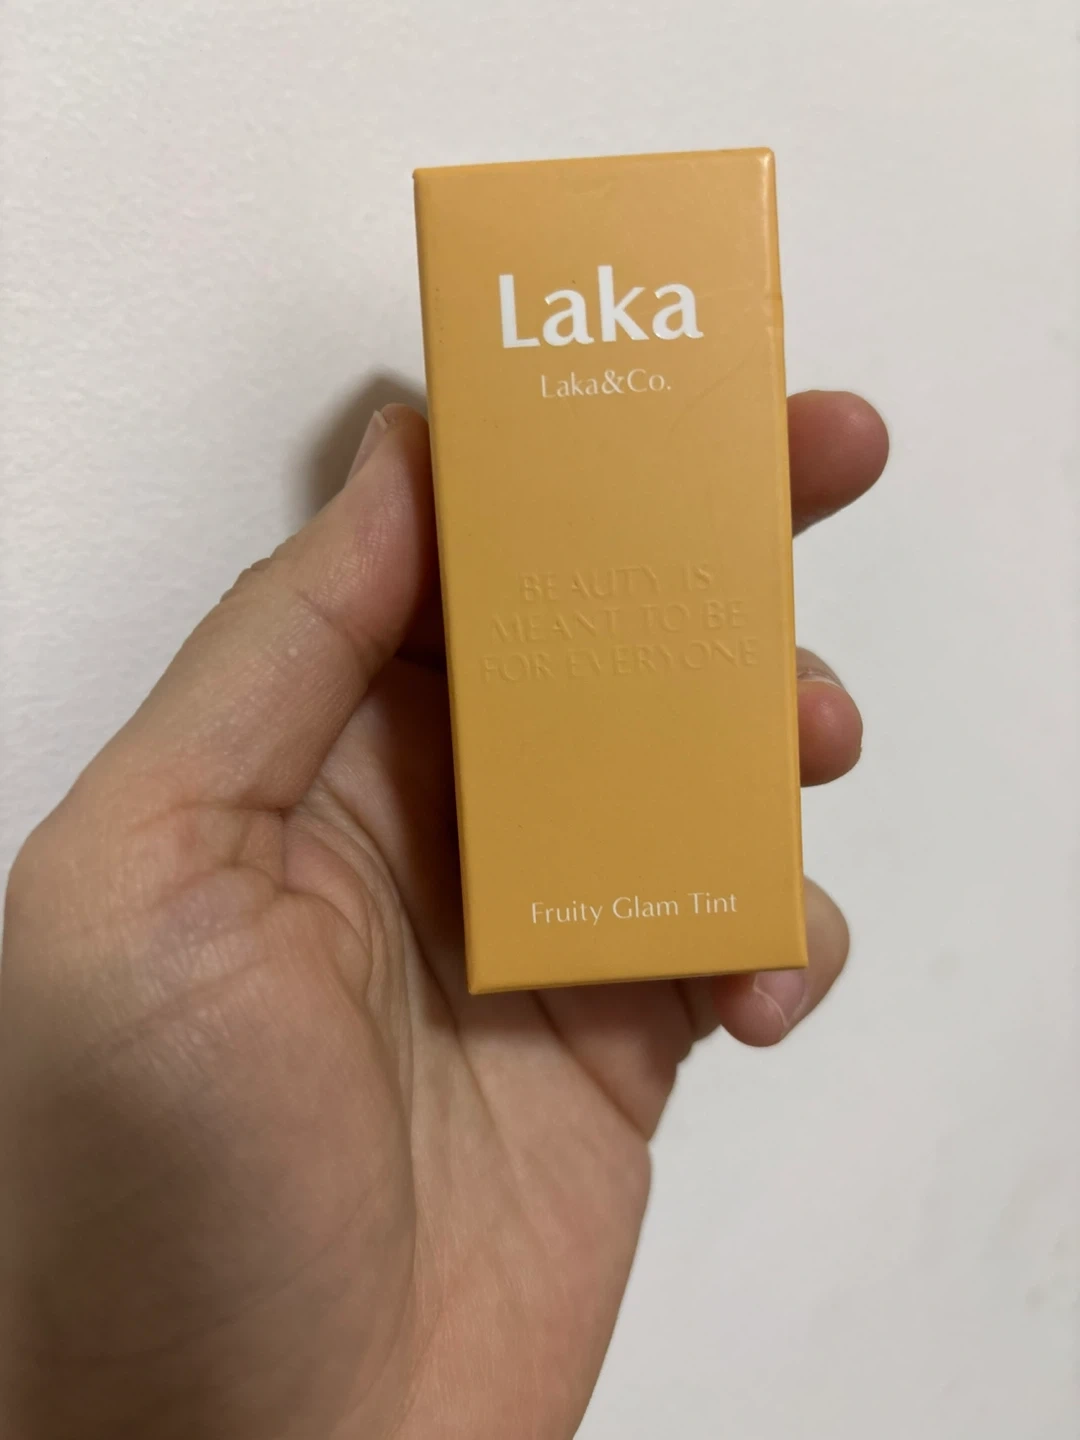 Laka
Laka&Co.
BEAUTY IS
MEANT TO BE
FOR EVERYONE
Fruity Glam Tint